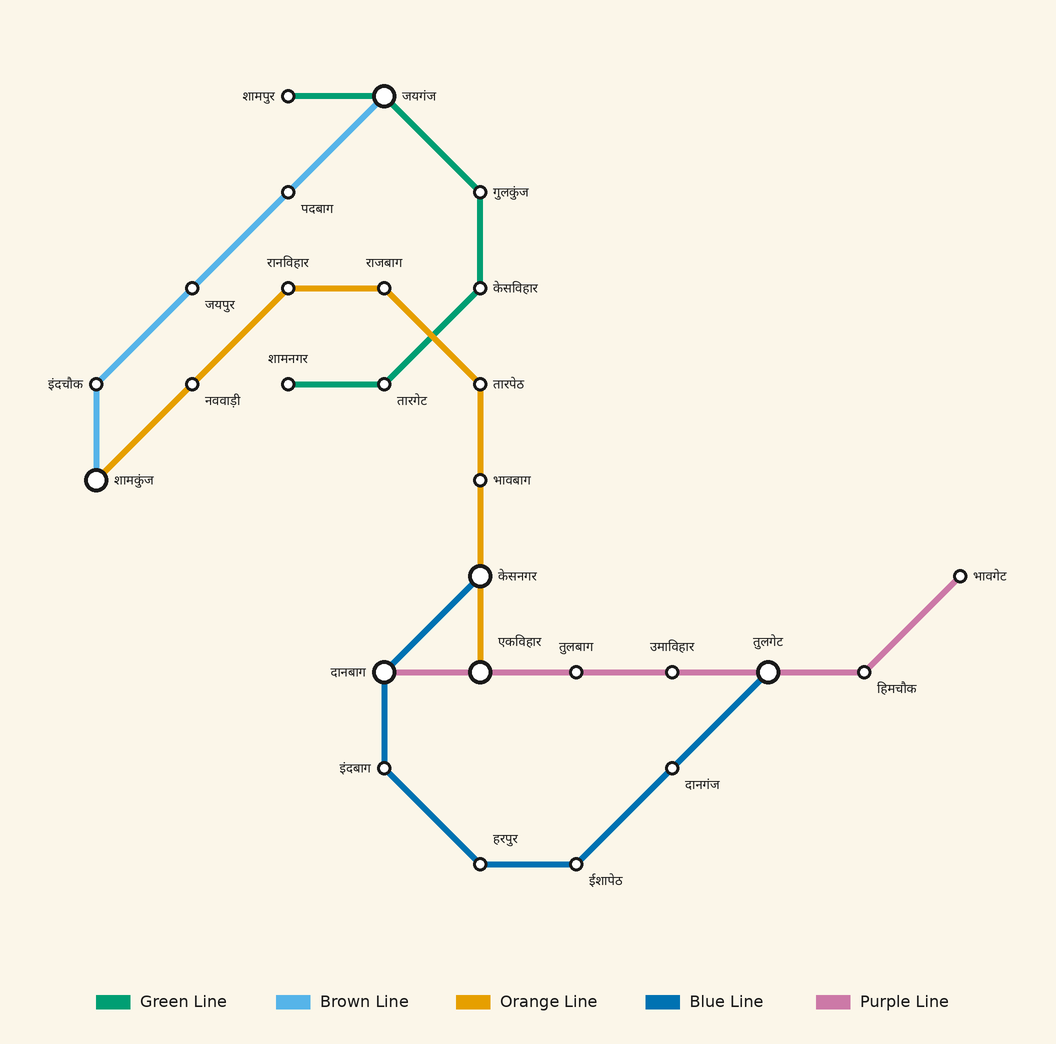 शामपुर
जयगंज
गुलकुंज
पदबाग
रानविहार
राजबाग
केसविहार
जयपुर
शामनगर
इंदचौक
तारपेठ
नववाड़ी
तारगेट
शामकुंज
भावबाग
केसनगर
भावगेट
एकविहार
तुलबाग
उमाविहार
तुलगेट
दानबाग
हिमचौक
इंदबाग
दानगंज
हरपुर
ईशापेठ
Green Line
Brown Line
Orange Line
Blue Line
Purple Line